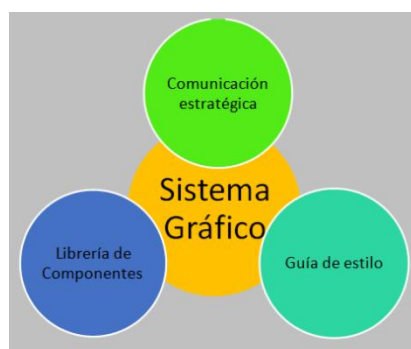 Comunicación
estratégica
Sistema
Gráfico
Librería de
Componentes
Guía de estilo